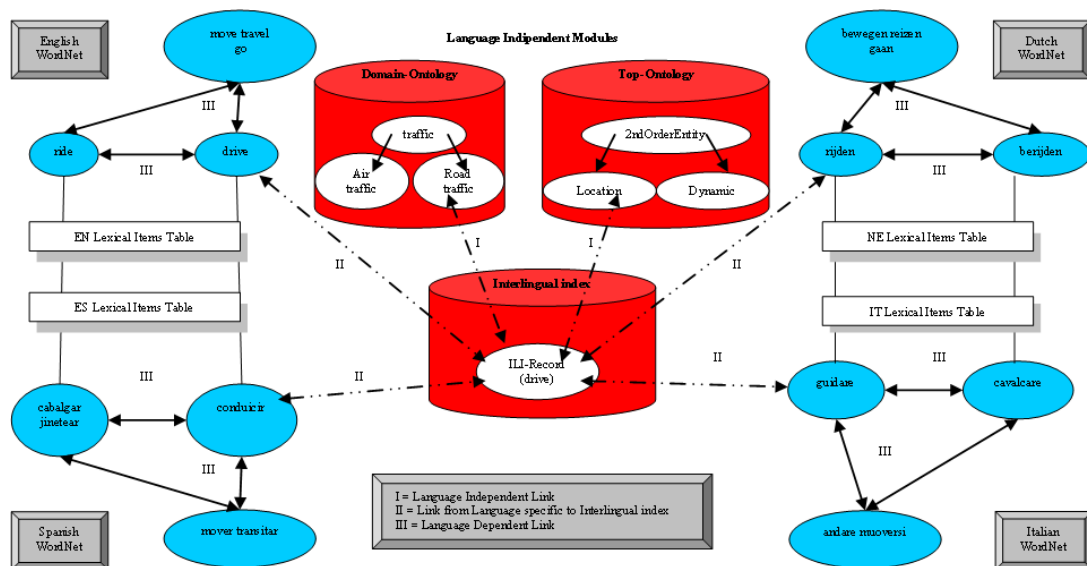 English
WordNet
move travel
go
Language Indipendent Modules
bewegen reizen
gaan
Dutch
WordNet
Domain-Ontology
Top-Ontology
III
III
traffic
2ndOrderEntity
ride
drive
Air
traffic
Road
traffic
Location
Dynamic
rijden
berijden
III
III
EN Lexical Items Table
I
I
NE Lexical Items Table
II
II
Interlingual index
ES Lexical Items Table
IT Lexical Items Table
III
II
ILI-Record
(drive)
II
III
cabalgar
jinetear
conduicir
guidare
cavalcare
III
III
I = Language Independent Link
II = Link from Language specific to Interlingual index
III = Language Dependent Link
Spanish
WordNet
mover transitar
andare muoversi
Italian
WordNet